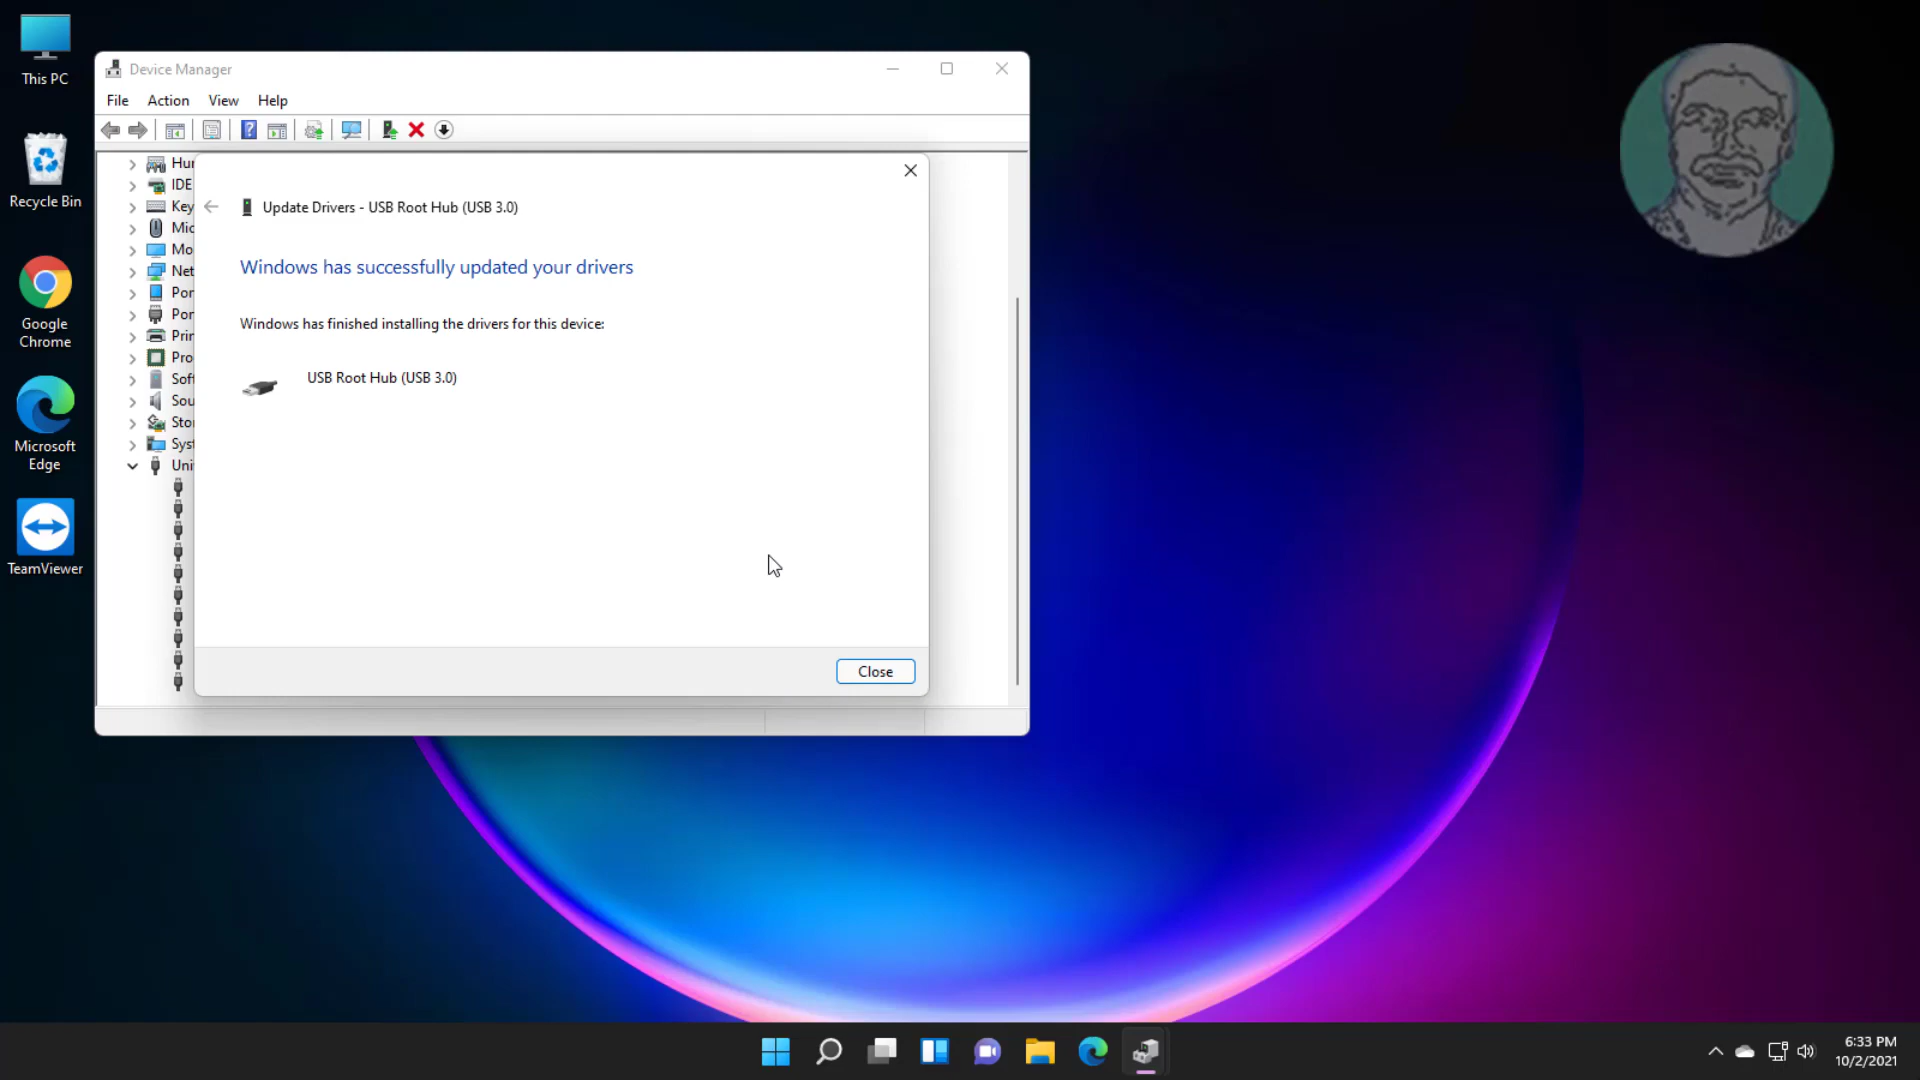 This PC
Recycle Bin
Google
Chrome
Microsoft
Edge
TeamViewer
Device Manager
File Action View Help
Hur
IDE
Key
Mic
Mo
Net
Por
Por
Prir
Pro
Soft
Sou
Sto
Syst
Uni
Update Drivers - USB Root Hub (USB 3.0)
Windows has successfully updated your drivers
Windows has finished installing the drivers for this device:
USB Root Hub (USB 3.0)
Close
6:33 PM
10/2/2021